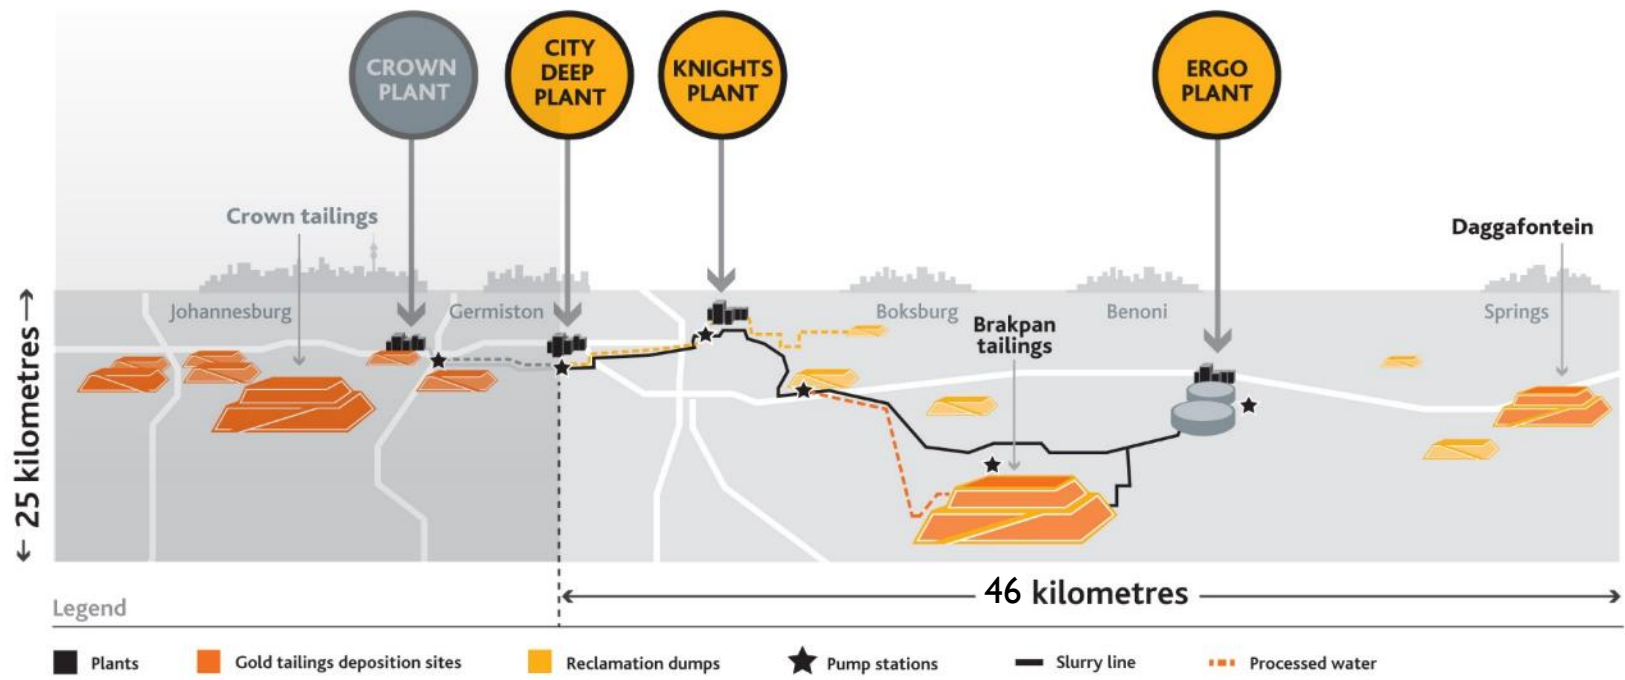 CROWN
PLANT
CITY
DEEP
PLANT
KNIGHTS
PLANT
ERGO
PLANT
Crown tailings
Daggafontein
Johannesburg
Germiston
Boksburg
Benoni
Springs
Brakpan
tailings
25 kilometres
46 kilometres
Legend
Plants
Gold tailings deposition sites
Reclamation dumps
Pump stations
Slurry line
Processed water